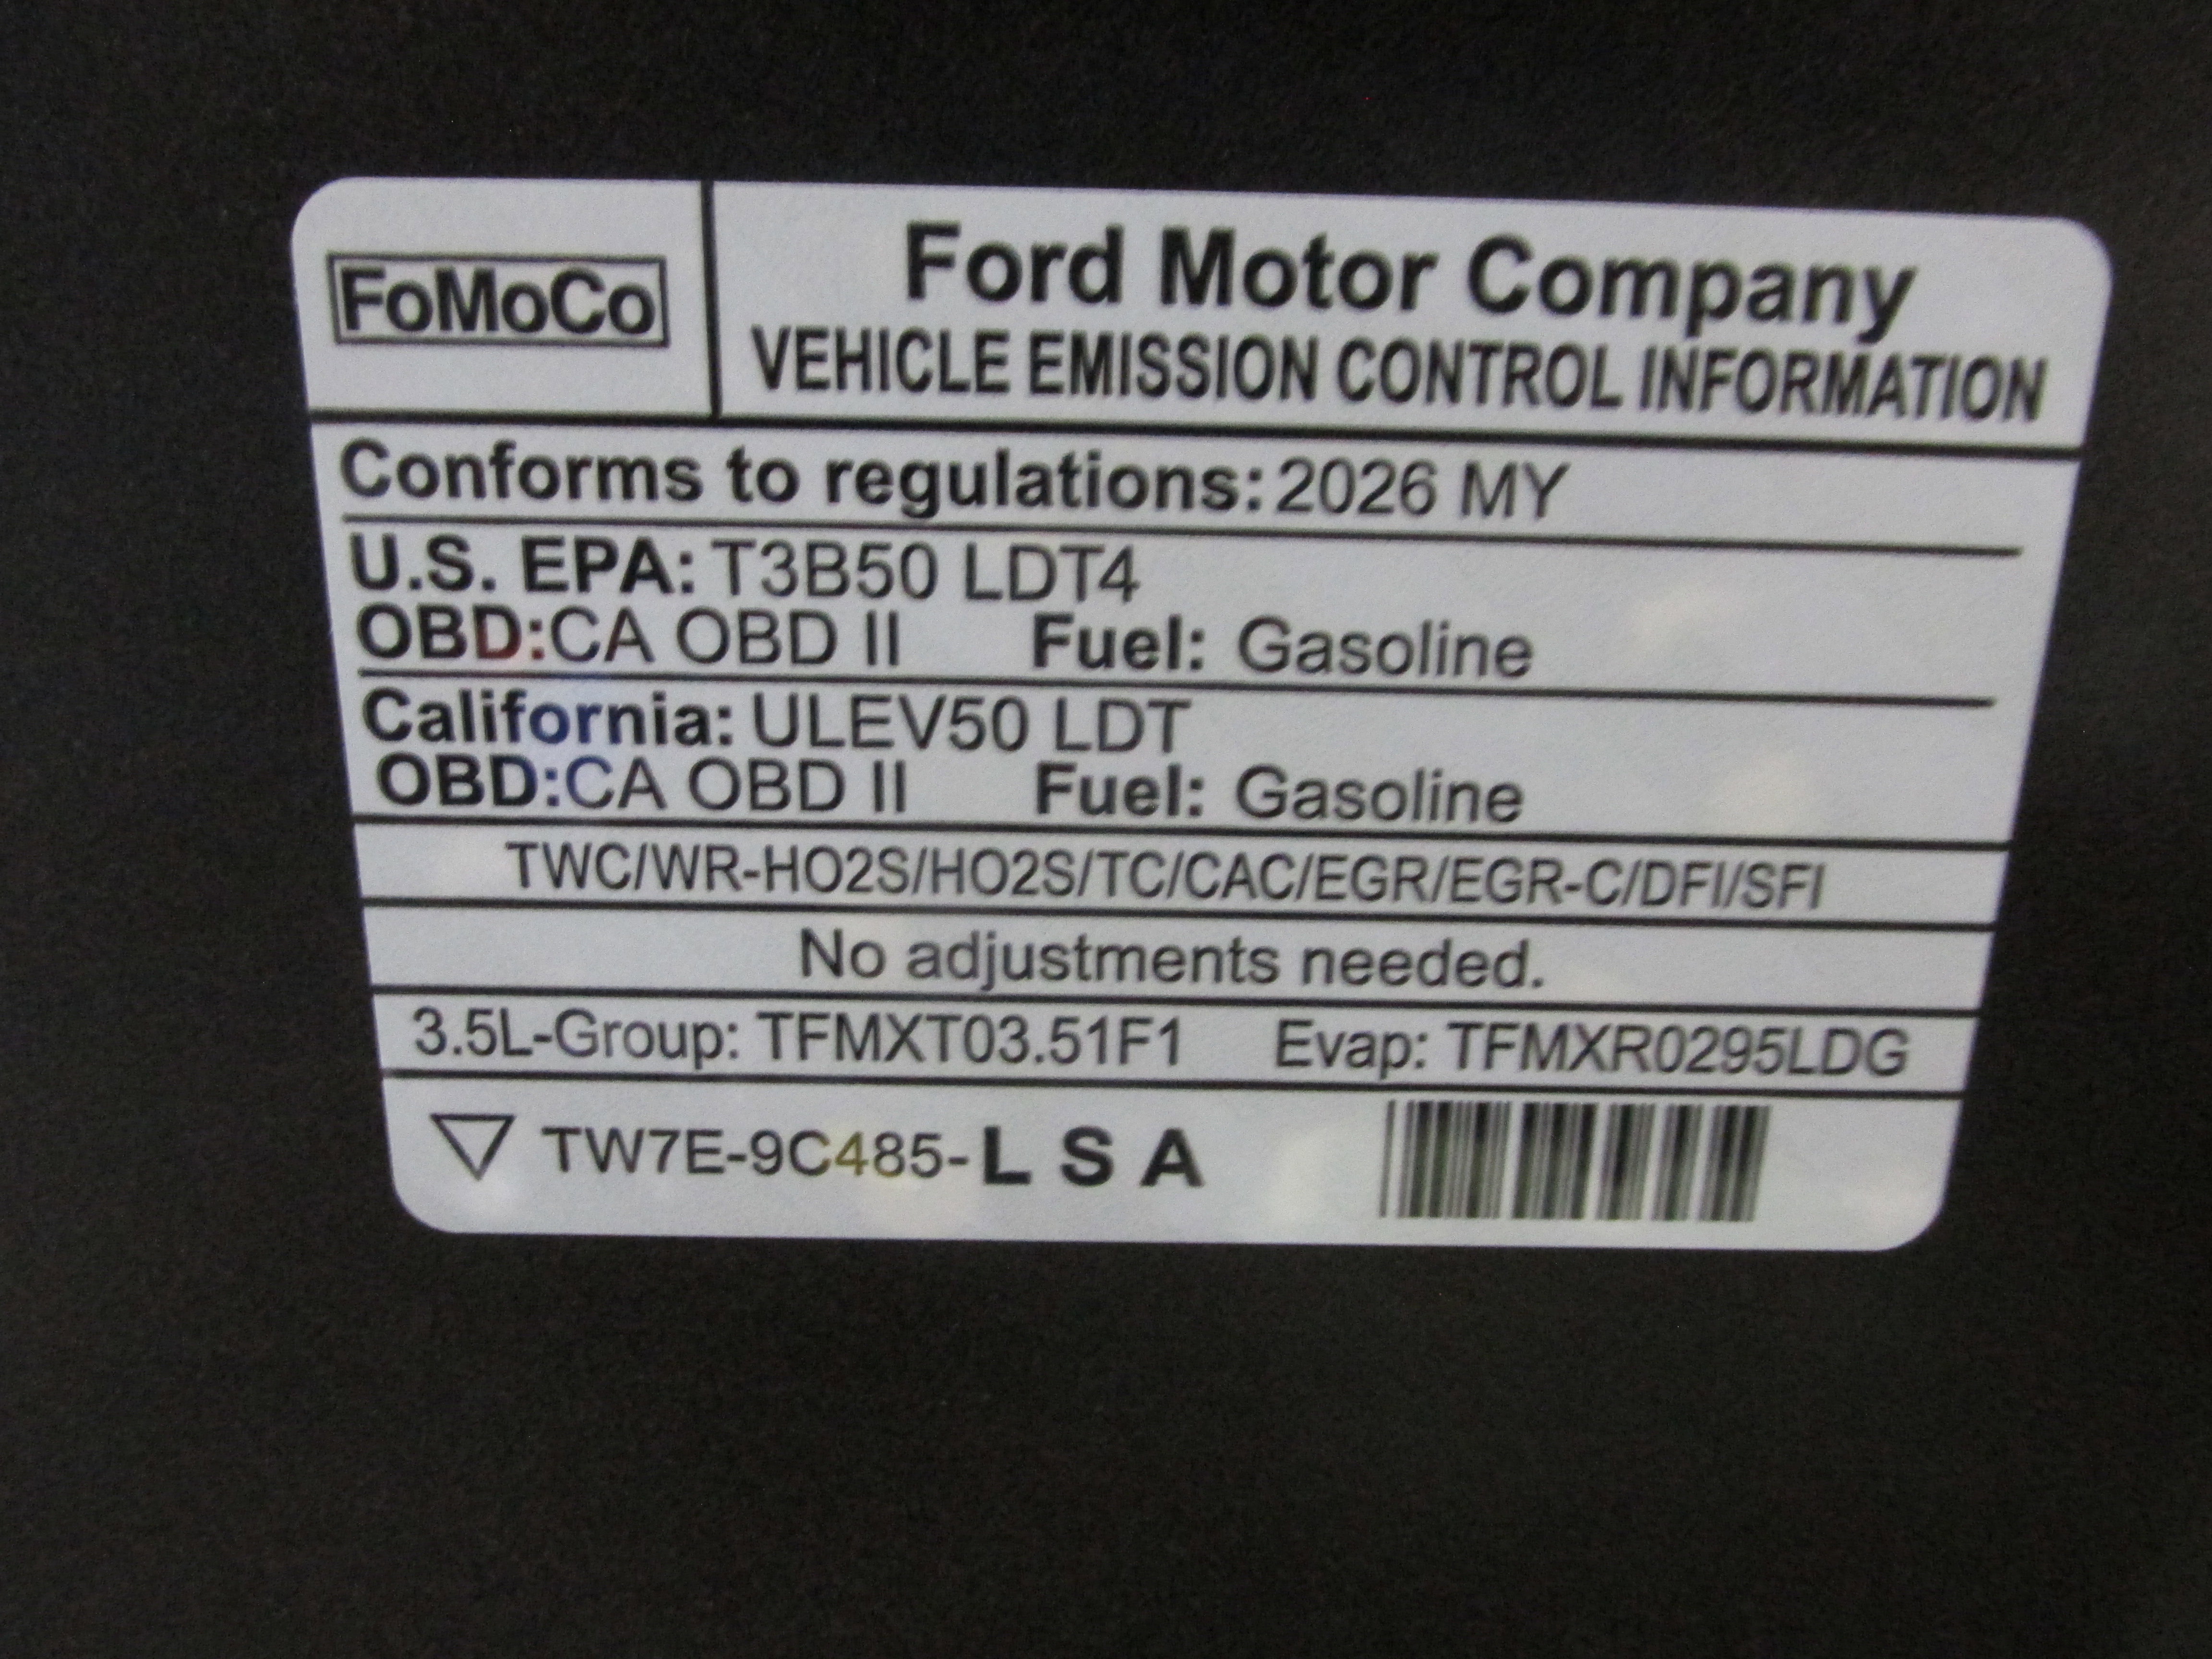 FoMoCo
Ford Motor Company
VEHICLE EMISSION CONTROL INFORMATION
Conforms to regulations: 2026 MY
U.S. EPA: T3B50 LDT4
OBD: CA OBD II Fuel: Gasoline
California: ULEV50 LDT
OBD: CA OBD II Fuel: Gasoline
TWC/WR-HO2S/HO2S/TC/CAC/EGR/EGR-C/DFI/SFI
No adjustments needed.
3.5L-Group: TFMXT03.51F1 Evap: TFMXR0295LDG
TW7E-9C485-L S A